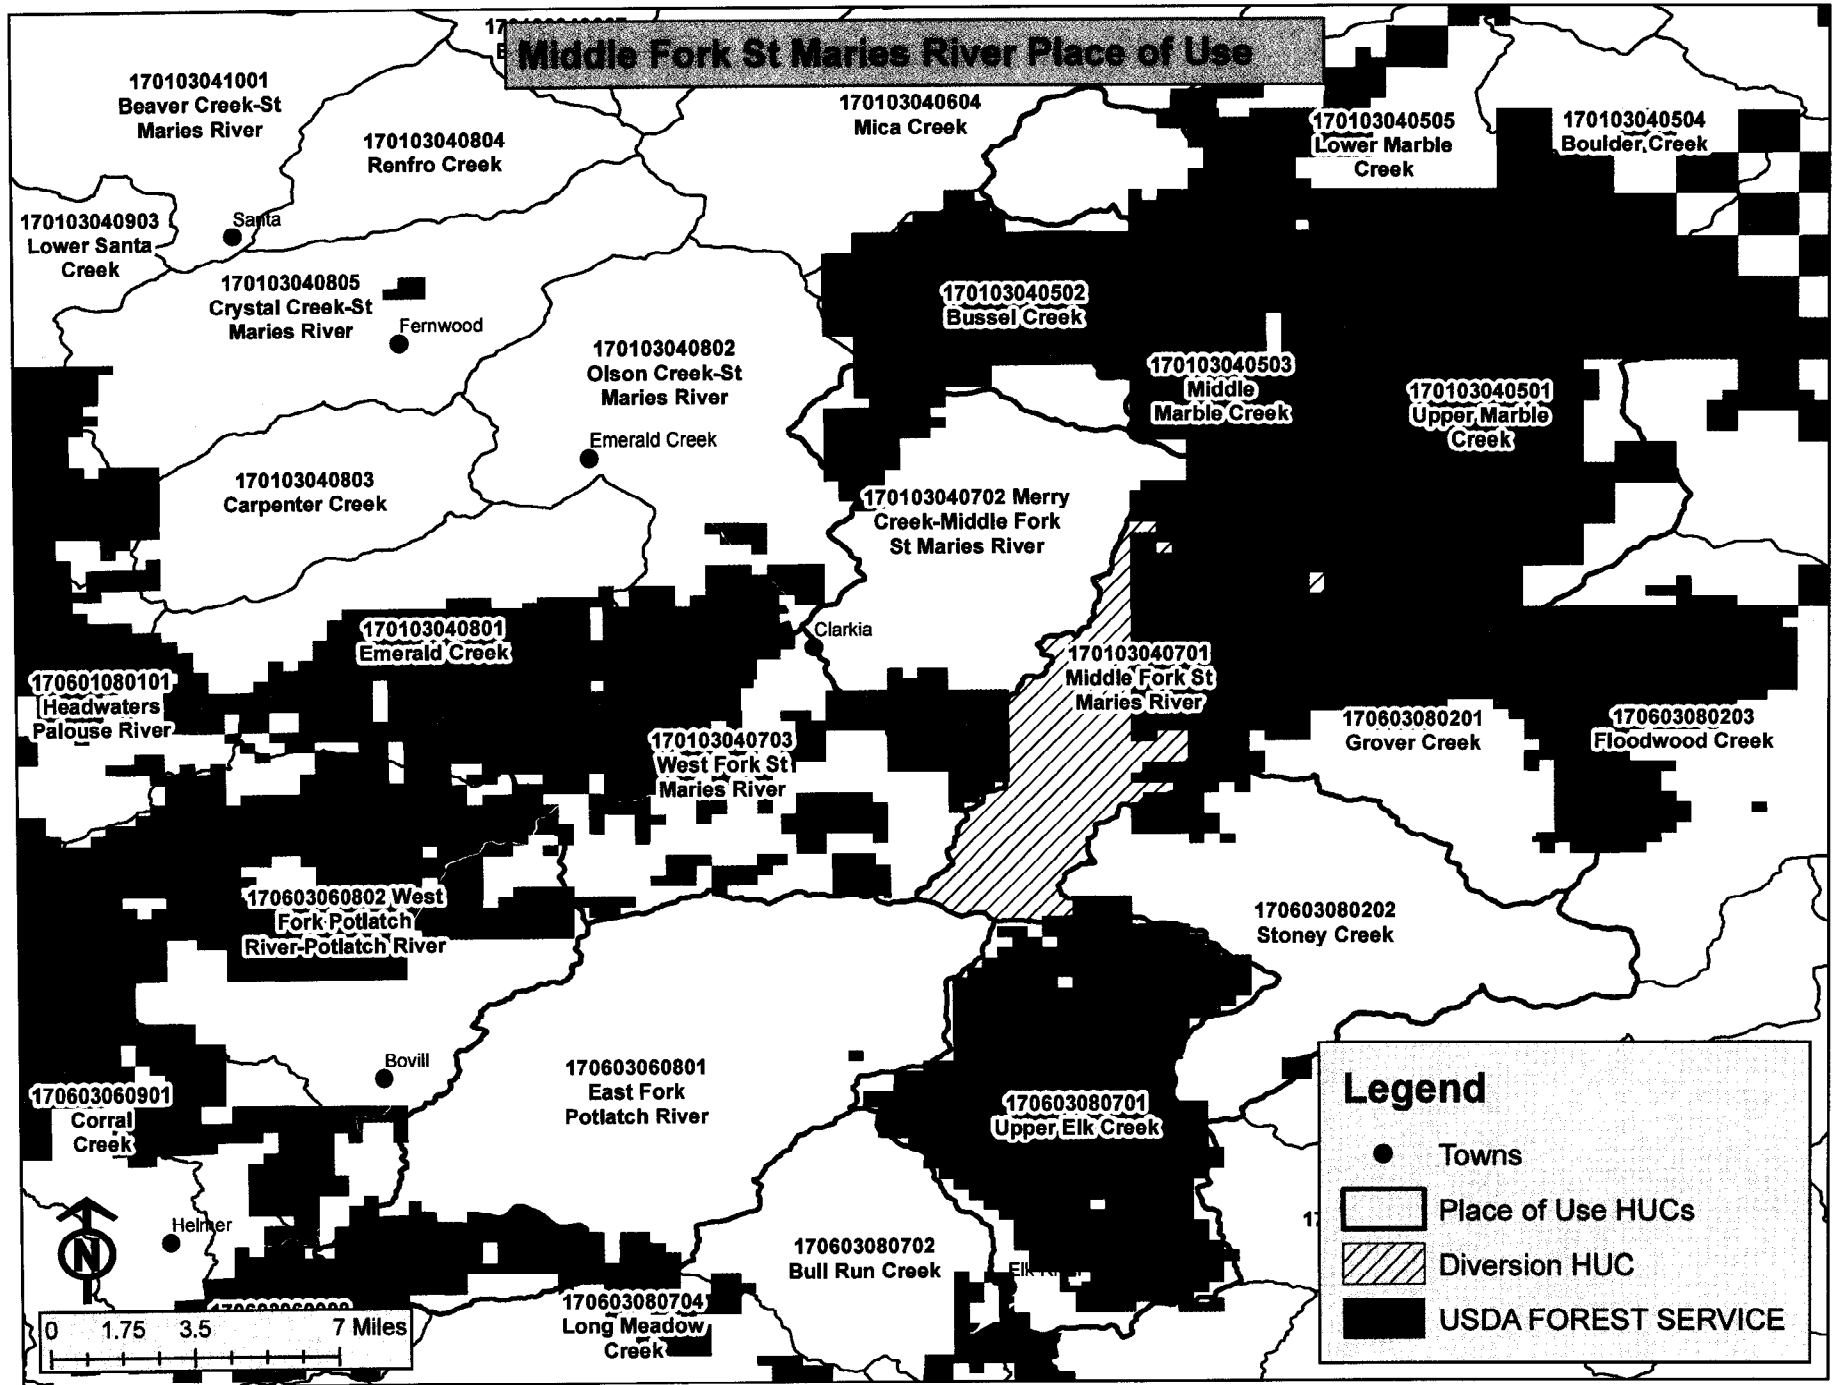 Middle Fork St Maries River Place of Use
170103041001
Beaver Creek-St
Maries River
170103040804
Renfro Creek
170103040604
Mica Creek
170103040505
Lower Marble
Creek
170103040504
Boulder Creek
170103040903
Lower Santa
Creek
Santa
170103040805
Crystal Creek-St
Maries River
Fernwood
170103040502
Bussel Creek
170103040802
Olson Creek-St
Maries River
170103040503
Middle
Marble Creek
170103040501
Upper Marble
Creek
Emerald Creek
170103040803
Carpenter Creek
170103040702 Merry
Creek-Middle Fork
St Maries River
170103040801
Emerald Creek
Clarkia
170103040701
Middle Fork St
Maries River
170601080101
Headwaters
Palouse River
170103040703
West Fork St
Maries River
170603080201
Grover Creek
170603080203
Floodwood Creek
170603060802 West
Fork Potlatch
River-Potlatch River
170603080202
Stoney Creek
Bovill
170603060801
East Fork
Potlatch River
170603060901
Corral
Creek
170603080701
Upper Elk Creek
Helmer
N
170603080702
Bull Run Creek
170603080704
Long Meadow
Creek
0 1.75 3.5 7 Miles
Legend
Towns
Place of Use HUCs
Diversion HUC
USDA FOREST SERVICE